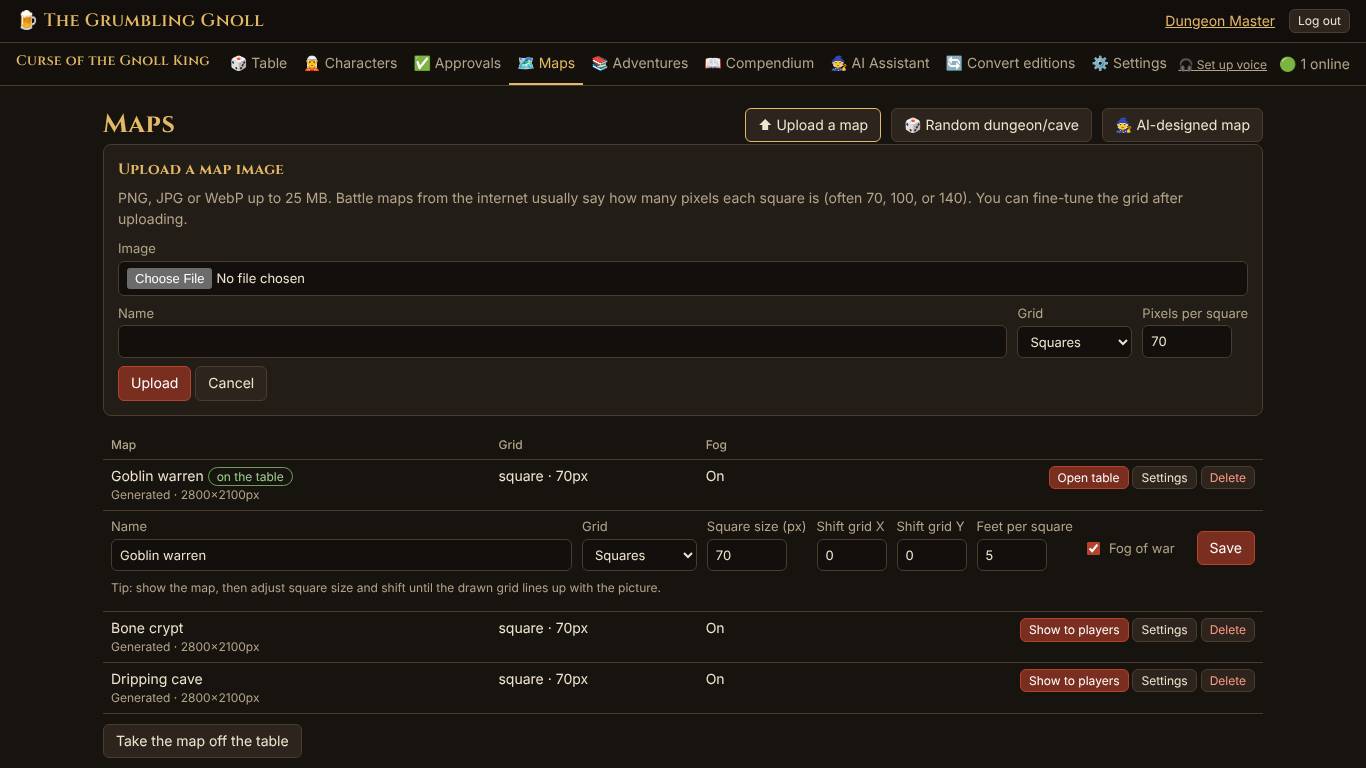 🍺 The Grumbling Gnoll
Dungeon Master
Log out
Curse of the Gnoll King
🎲 Table
🧝 Characters
✅ Approvals
🗺️ Maps
📚 Adventures
📖 Compendium
🧙 AI Assistant
🔄 Convert editions
⚙️ Settings
🎧 Set up voice
🟢 1 online
Maps
⬆ Upload a map
🎲 Random dungeon/cave
🧙 AI-designed map
Upload a map image
PNG, JPG or WebP up to 25 MB. Battle maps from the internet usually say how many pixels each square is (often 70, 100, or 140). You can fine-tune the grid after
uploading.
Image
Choose File No file chosen
Name Grid Pixels per square
Squares 70
Upload Cancel
Map Grid Fog
Goblin warren on the table square · 70px On Open table Settings Delete
Generated · 2800×2100px
Name Grid Square size (px) Shift grid X Shift grid Y Feet per square
Goblin warren Squares 70 0 0 5 Fog of war Save
Tip: show the map, then adjust square size and shift until the drawn grid lines up with the picture.
Bone crypt square · 70px On Show to players Settings Delete
Generated · 2800×2100px
Dripping cave square · 70px On Show to players Settings Delete
Generated · 2800×2100px
Take the map off the table